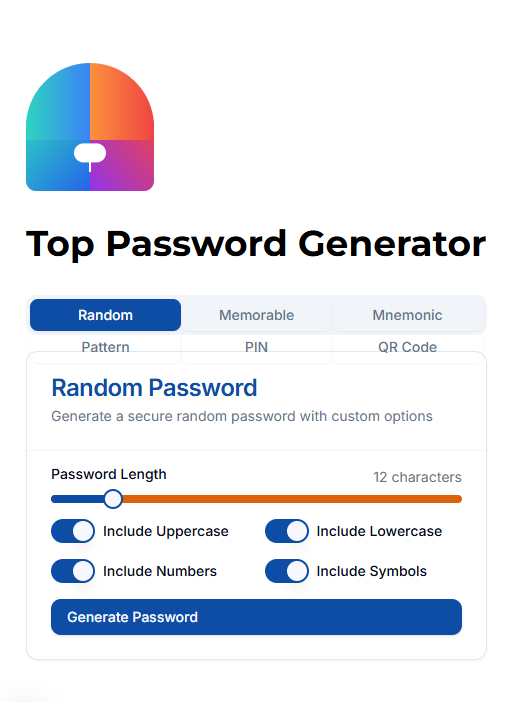 Top Password Generator
Random Memorable Mnemonic
Pattern PIN QR Code
Random Password
Generate a secure random password with custom options
Password Length 12 characters
Include Uppercase Include Lowercase
Include Numbers Include Symbols
Generate Password